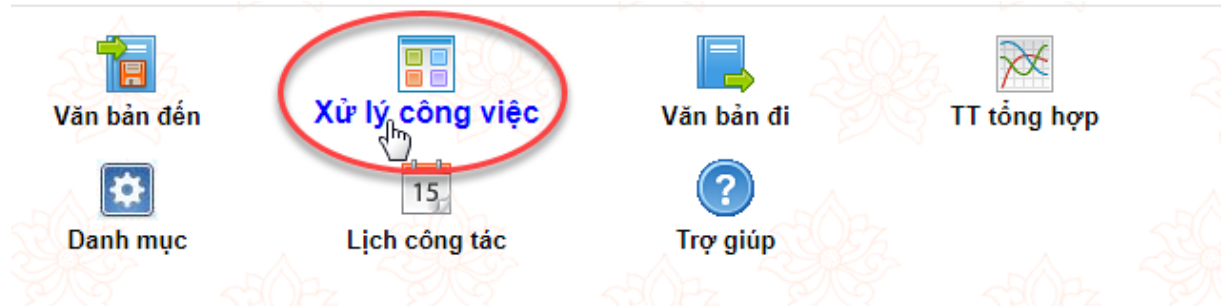 Văn bản đến
Xử lý công việc
Văn bản đi
TT tổng hợp
15
Danh mục
Lịch công tác
?
Trợ giúp